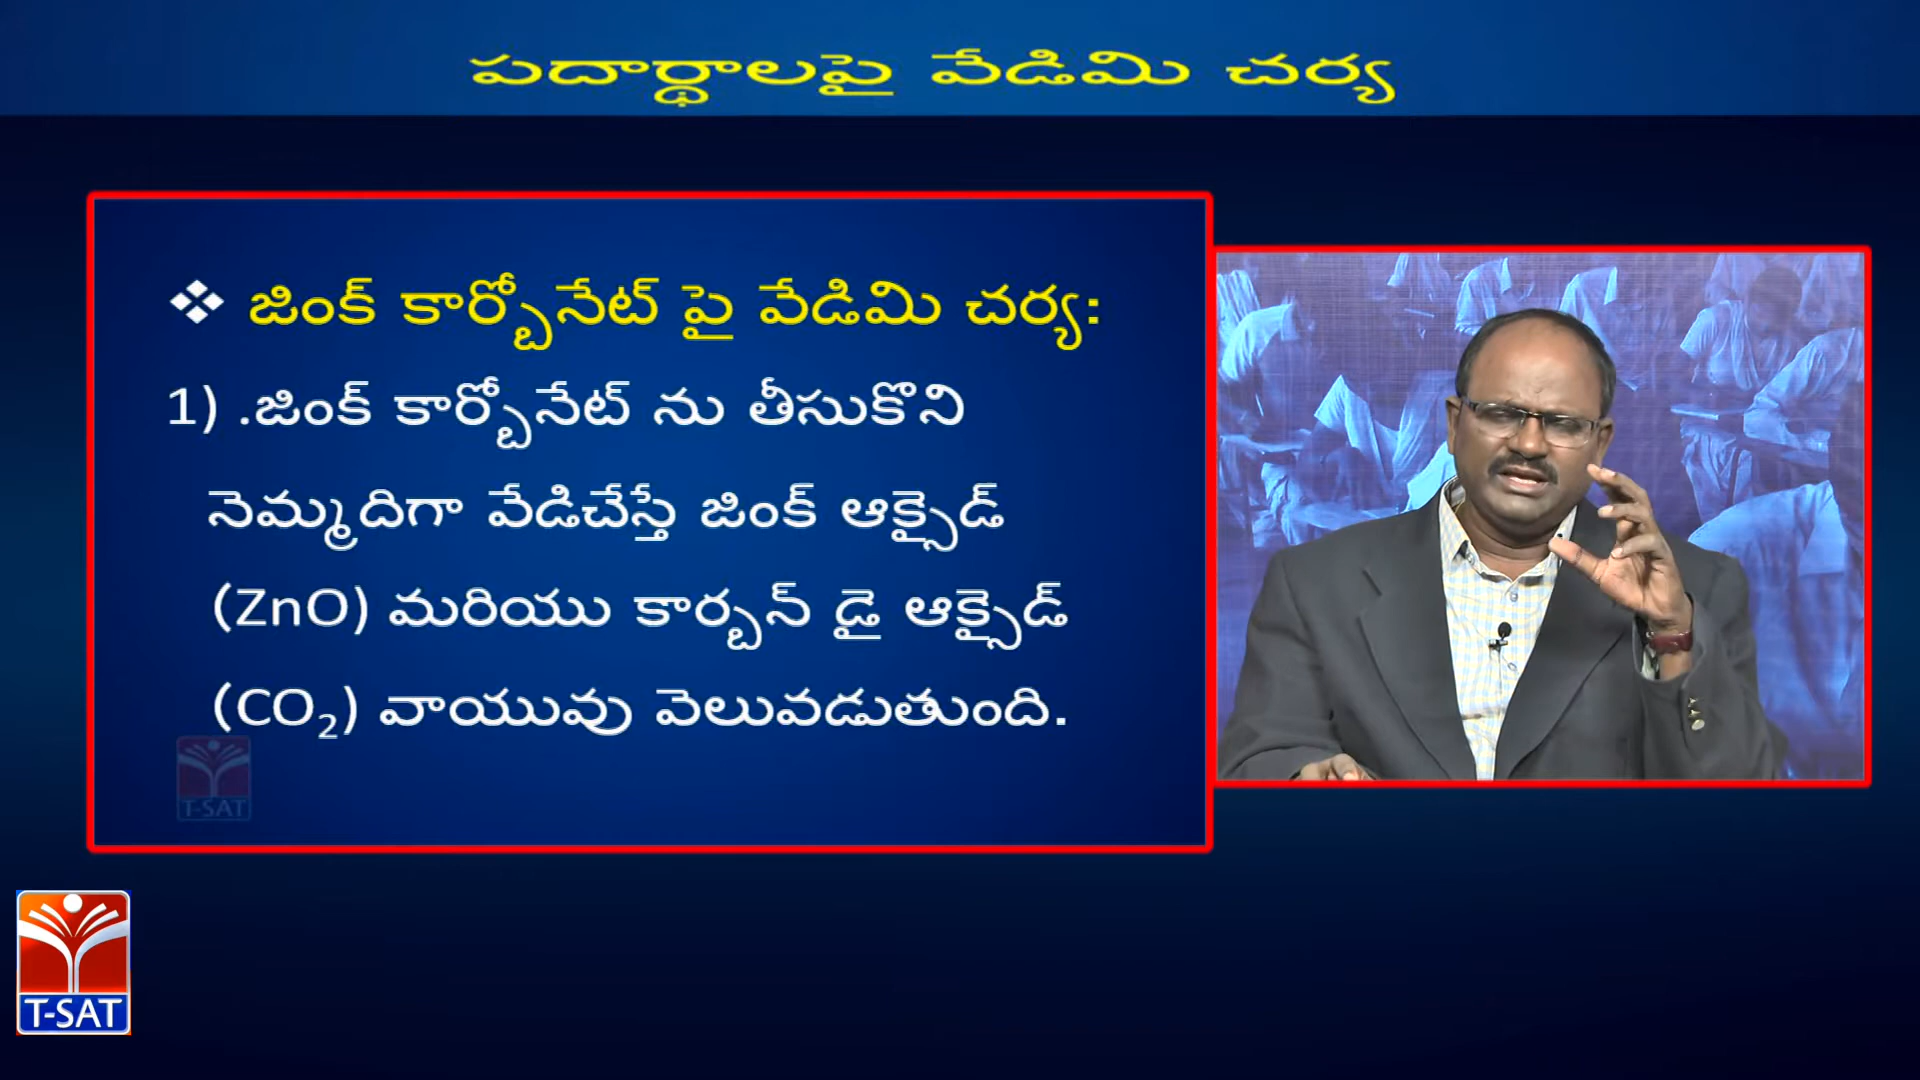 పదార్థాలపై వేడిమి చర్య
❖ జింక్ కార్బోనేట్ పై వేడిమి చర్య:
1) .జింక్ కార్బోనేట్ ను తీసుకొని
నెమ్మదిగా వేడిచేస్తే జింక్ ఆక్సైడ్
(ZnO) మరియు కార్బన్ డై ఆక్సైడ్
(CO₂) వాయువు వెలువడుతుంది.
T-SAT
T-SAT